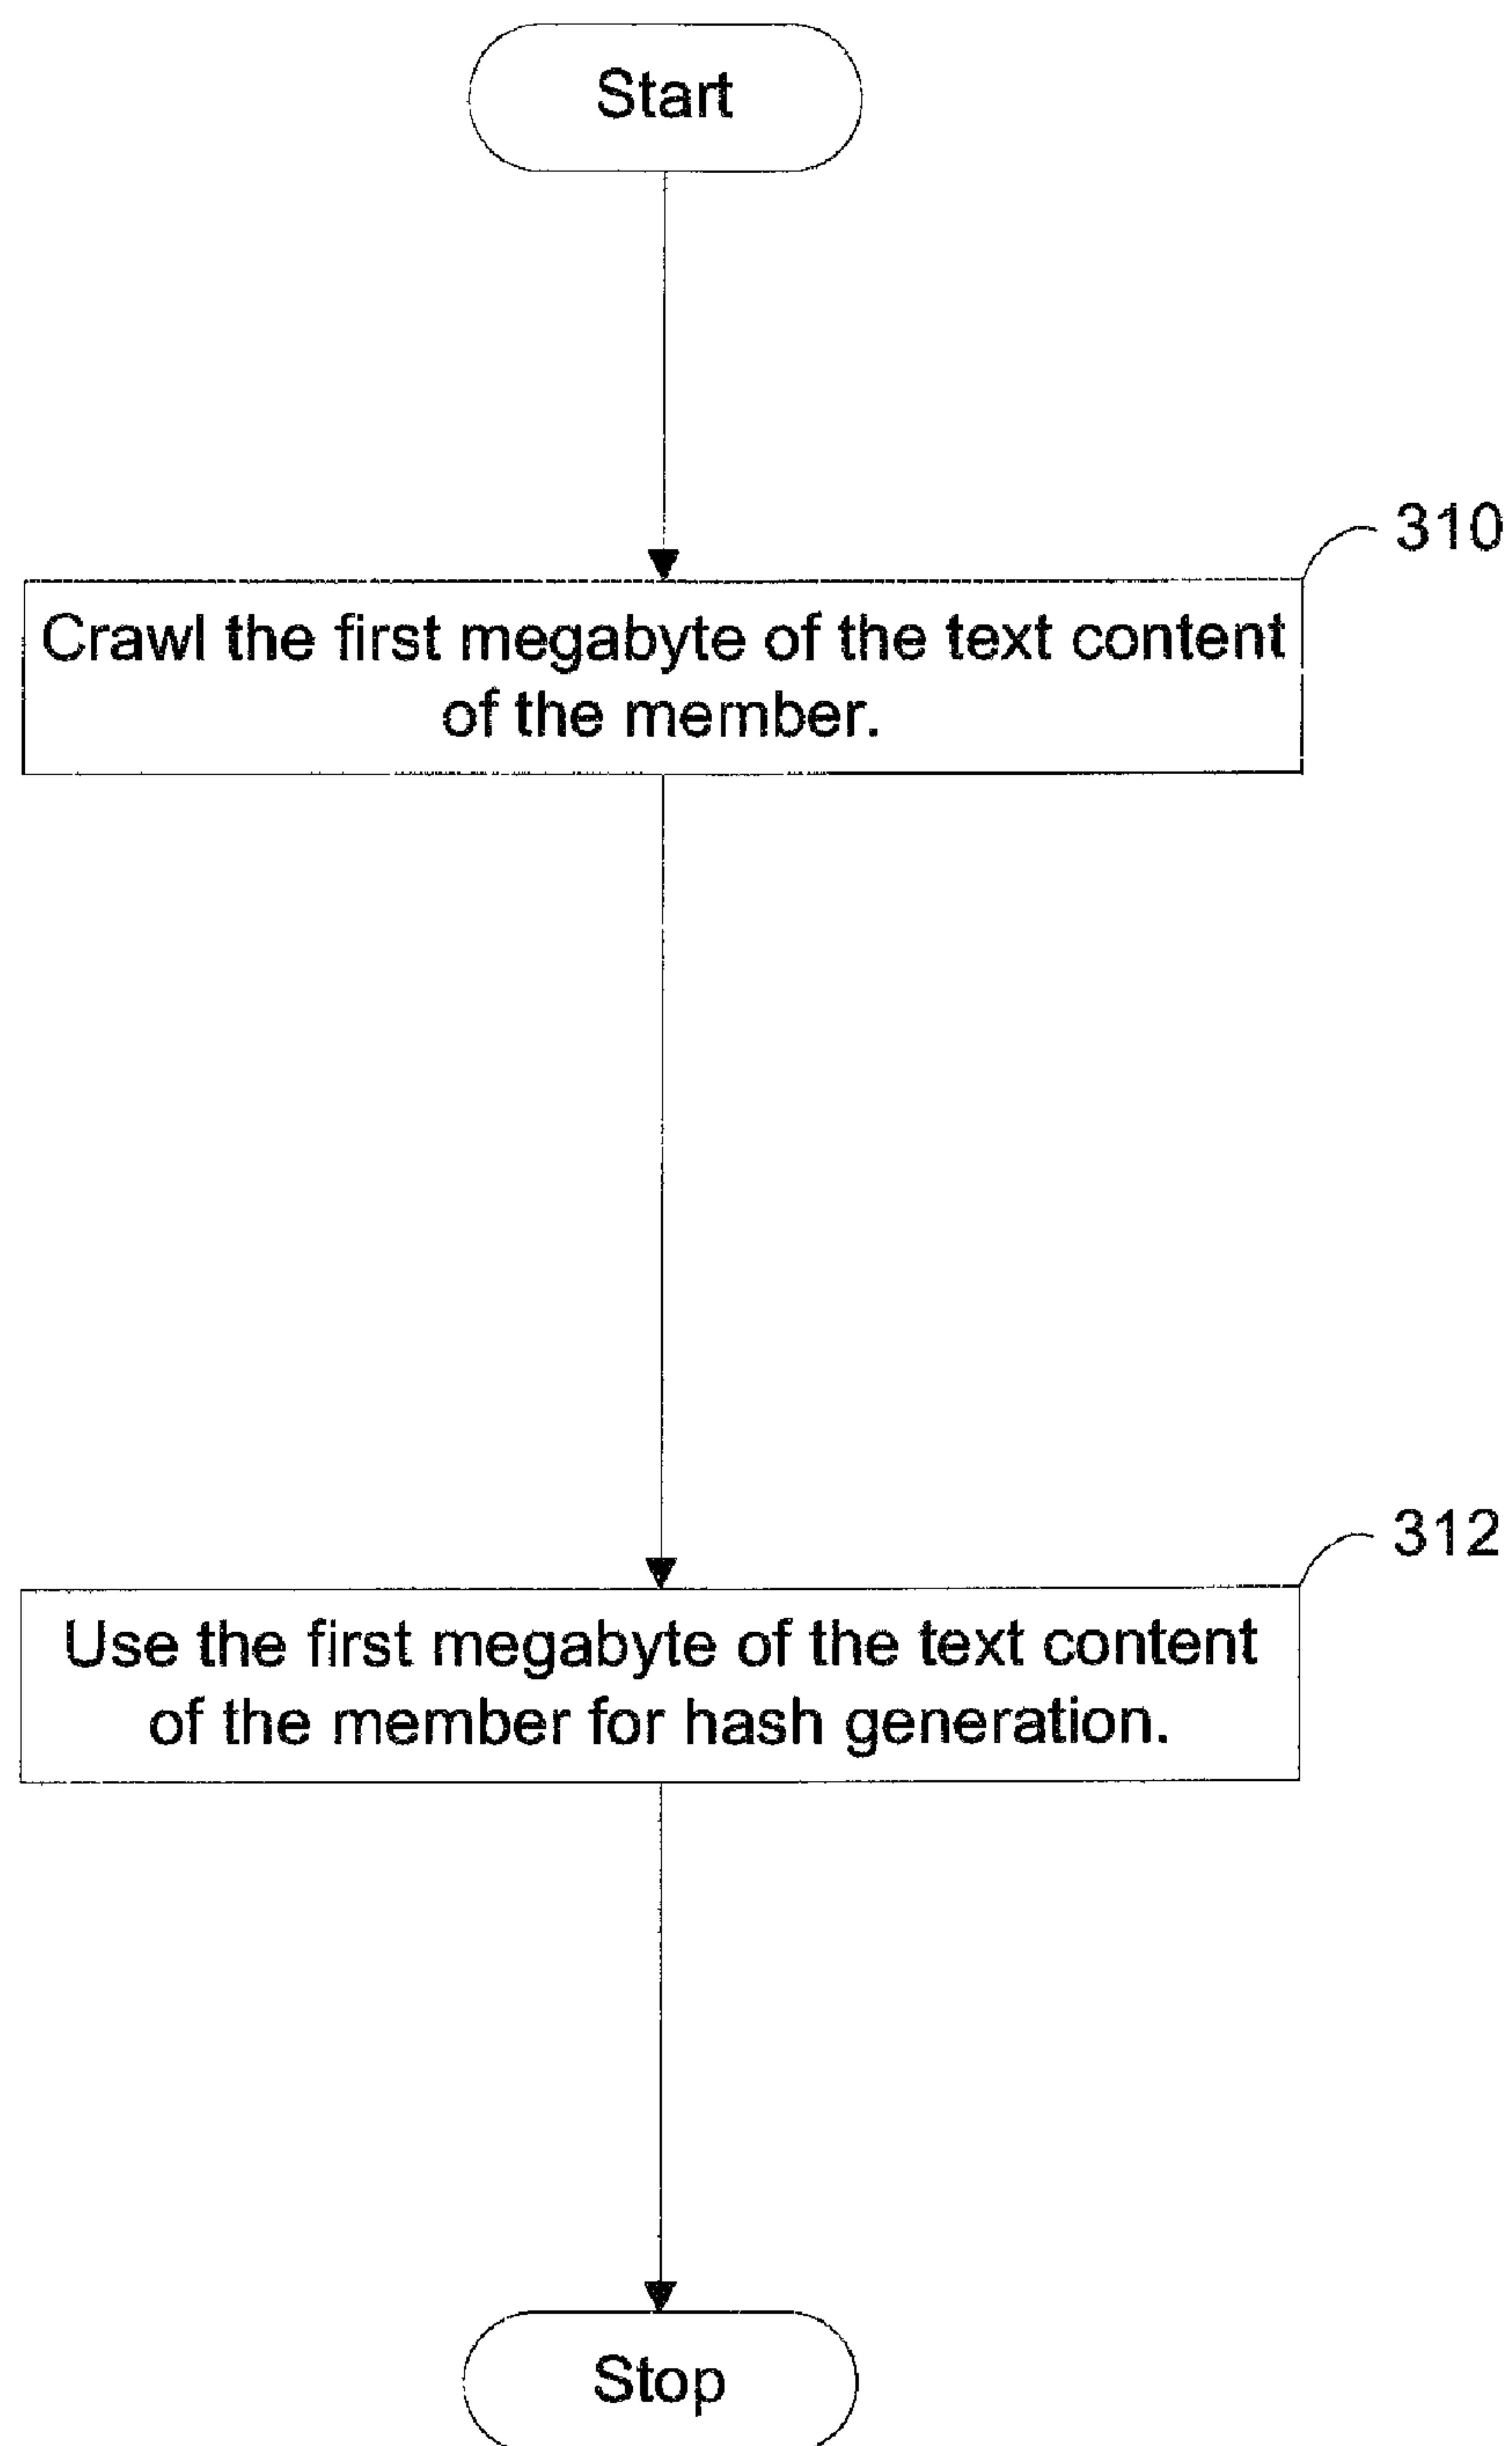 Start
310
Crawl the first megabyte of the text content
of the member.
312
Use the first megabyte of the text content
of the member for hash generation.
Stop